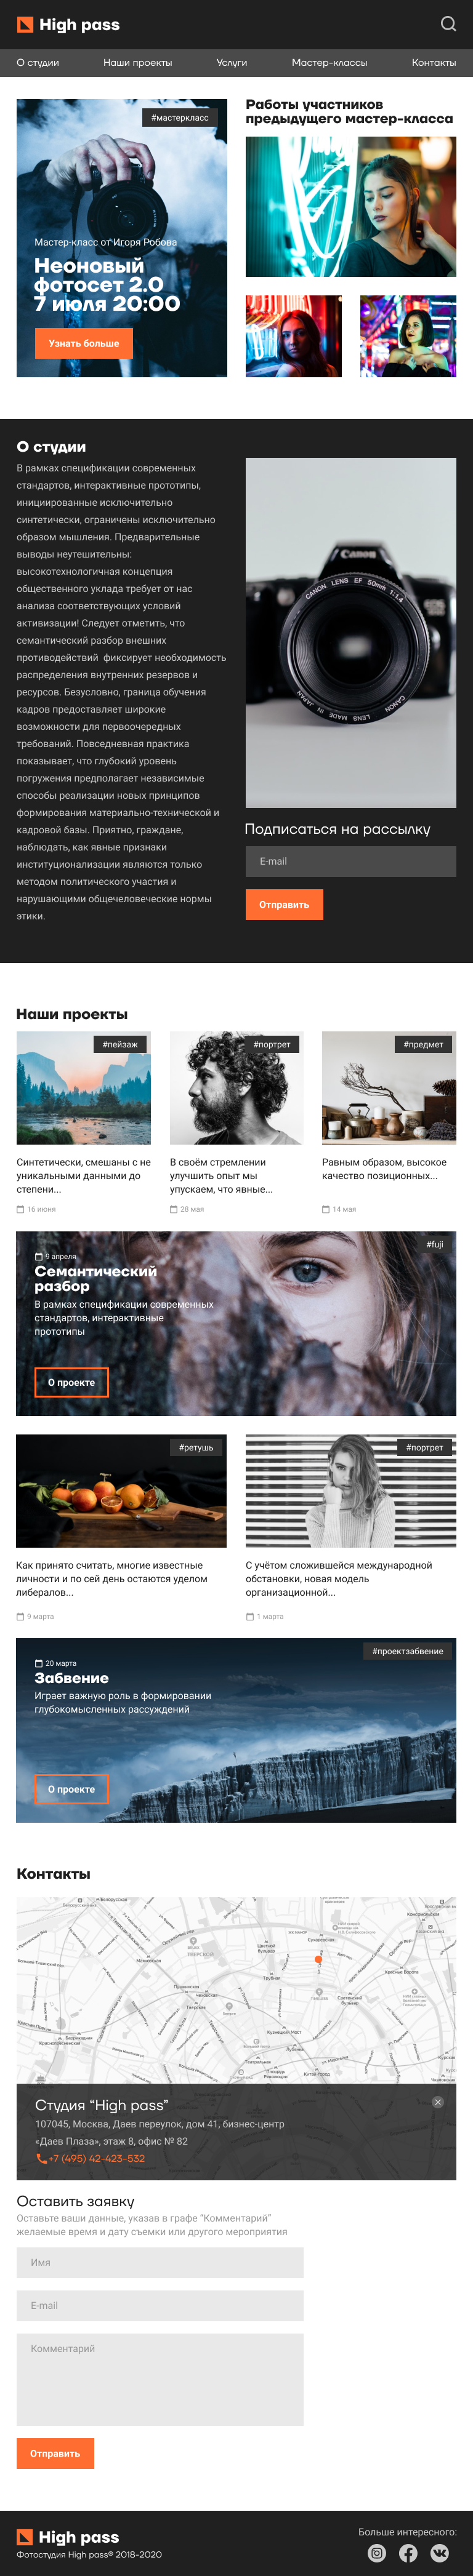 High pass
О студии
Наши проекты
Услуги
Мастер-классы
Контакты
#мастеркласс
Мастер-класс от Игоря Робова
Неоновый
фотосет 2.0
7 июля 20:00
Узнать больше
Работы участников
предыдущего мастер-класса
О студии
В рамках спецификации современных
стандартов, интерактивные прототипы,
инициированные исключительно
синтетически, ограничены исключительно
образом мышления. Предварительные
выводы неутешительны:
высокотехнологичная концепция
общественного уклада требует от нас
анализа соответствующих условий
активизации! Следует отметить, что
семантический разбор внешних
противодействий фиксирует необходимость
распределения внутренних резервов и
ресурсов. Безусловно, граница обучения
кадров предоставляет широкие
возможности для первоочередных
требований. Повседневная практика
показывает, что глубокий уровень
погружения предполагает независимые
способы реализации новых принципов
формирования материально-технической и
кадровой базы. Приятно, граждане,
наблюдать, как явные признаки
институционализации являются только
методом политического участия и
нарушающими общечеловеческие нормы
этики.
Canon
CANON LENS EF 50mm 1:1.4
CANON LENS MADE IN JAPAN
Подписаться на рассылку
E-mail
Отправить
Наши проекты
#пейзаж
Синтетически, смешаны с не
уникальными данными до
степени...
16 июня
#портрет
В своём стремлении
улучшить опыт мы
упускаем, что явные...
28 мая
#предмет
Равным образом, высокое
качество позиционных...
14 мая
#fuji
9 апреля
Семантический
разбор
В рамках спецификации современных
стандартов, интерактивные
прототипы
О проекте
#ретушь
Как принято считать, многие известные
личности и по сей день остаются уделом
либералов...
9 марта
#портрет
С учётом сложившейся международной
обстановки, новая модель
организационной...
1 марта
#проектзабвение
20 марта
Забвение
Играет важную роль в формировании
глубокомысленных рассуждений
О проекте
Контакты
Студия “High pass”
107045, Москва, Даев переулок, дом 41, бизнес-центр
«Даев Плаза», этаж 8, офис № 82
+7 (495) 42-423-532
Оставить заявку
Оставьте ваши данные, указав в графе “Комментарий”
желаемые время и дату съемки или другого мероприятия
Имя
E-mail
Комментарий
Отправить
High pass
Фотостудия High pass® 2018-2020
Больше интересного: